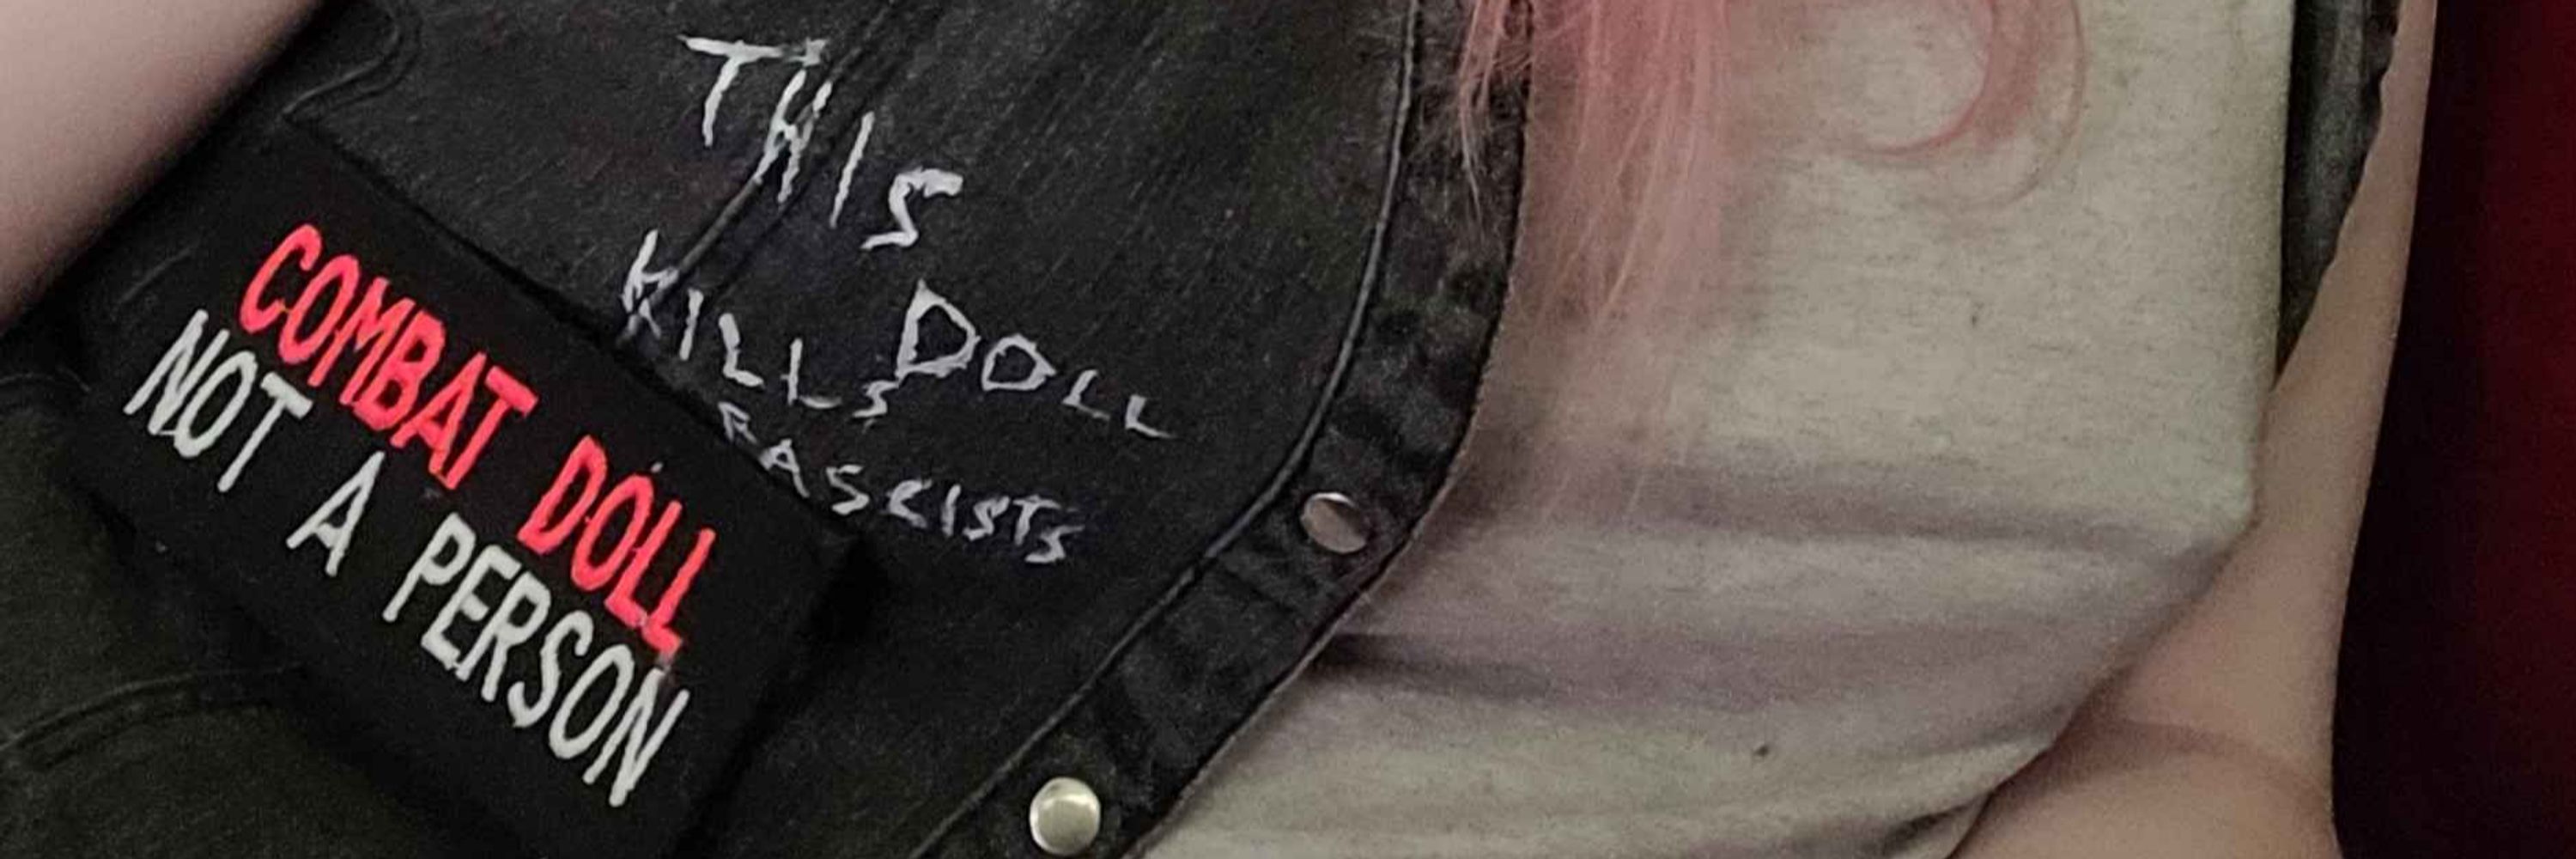 THIS
DOLL
KILLS
FASCISTS
COMBAT DOLL
NOT A PERSON